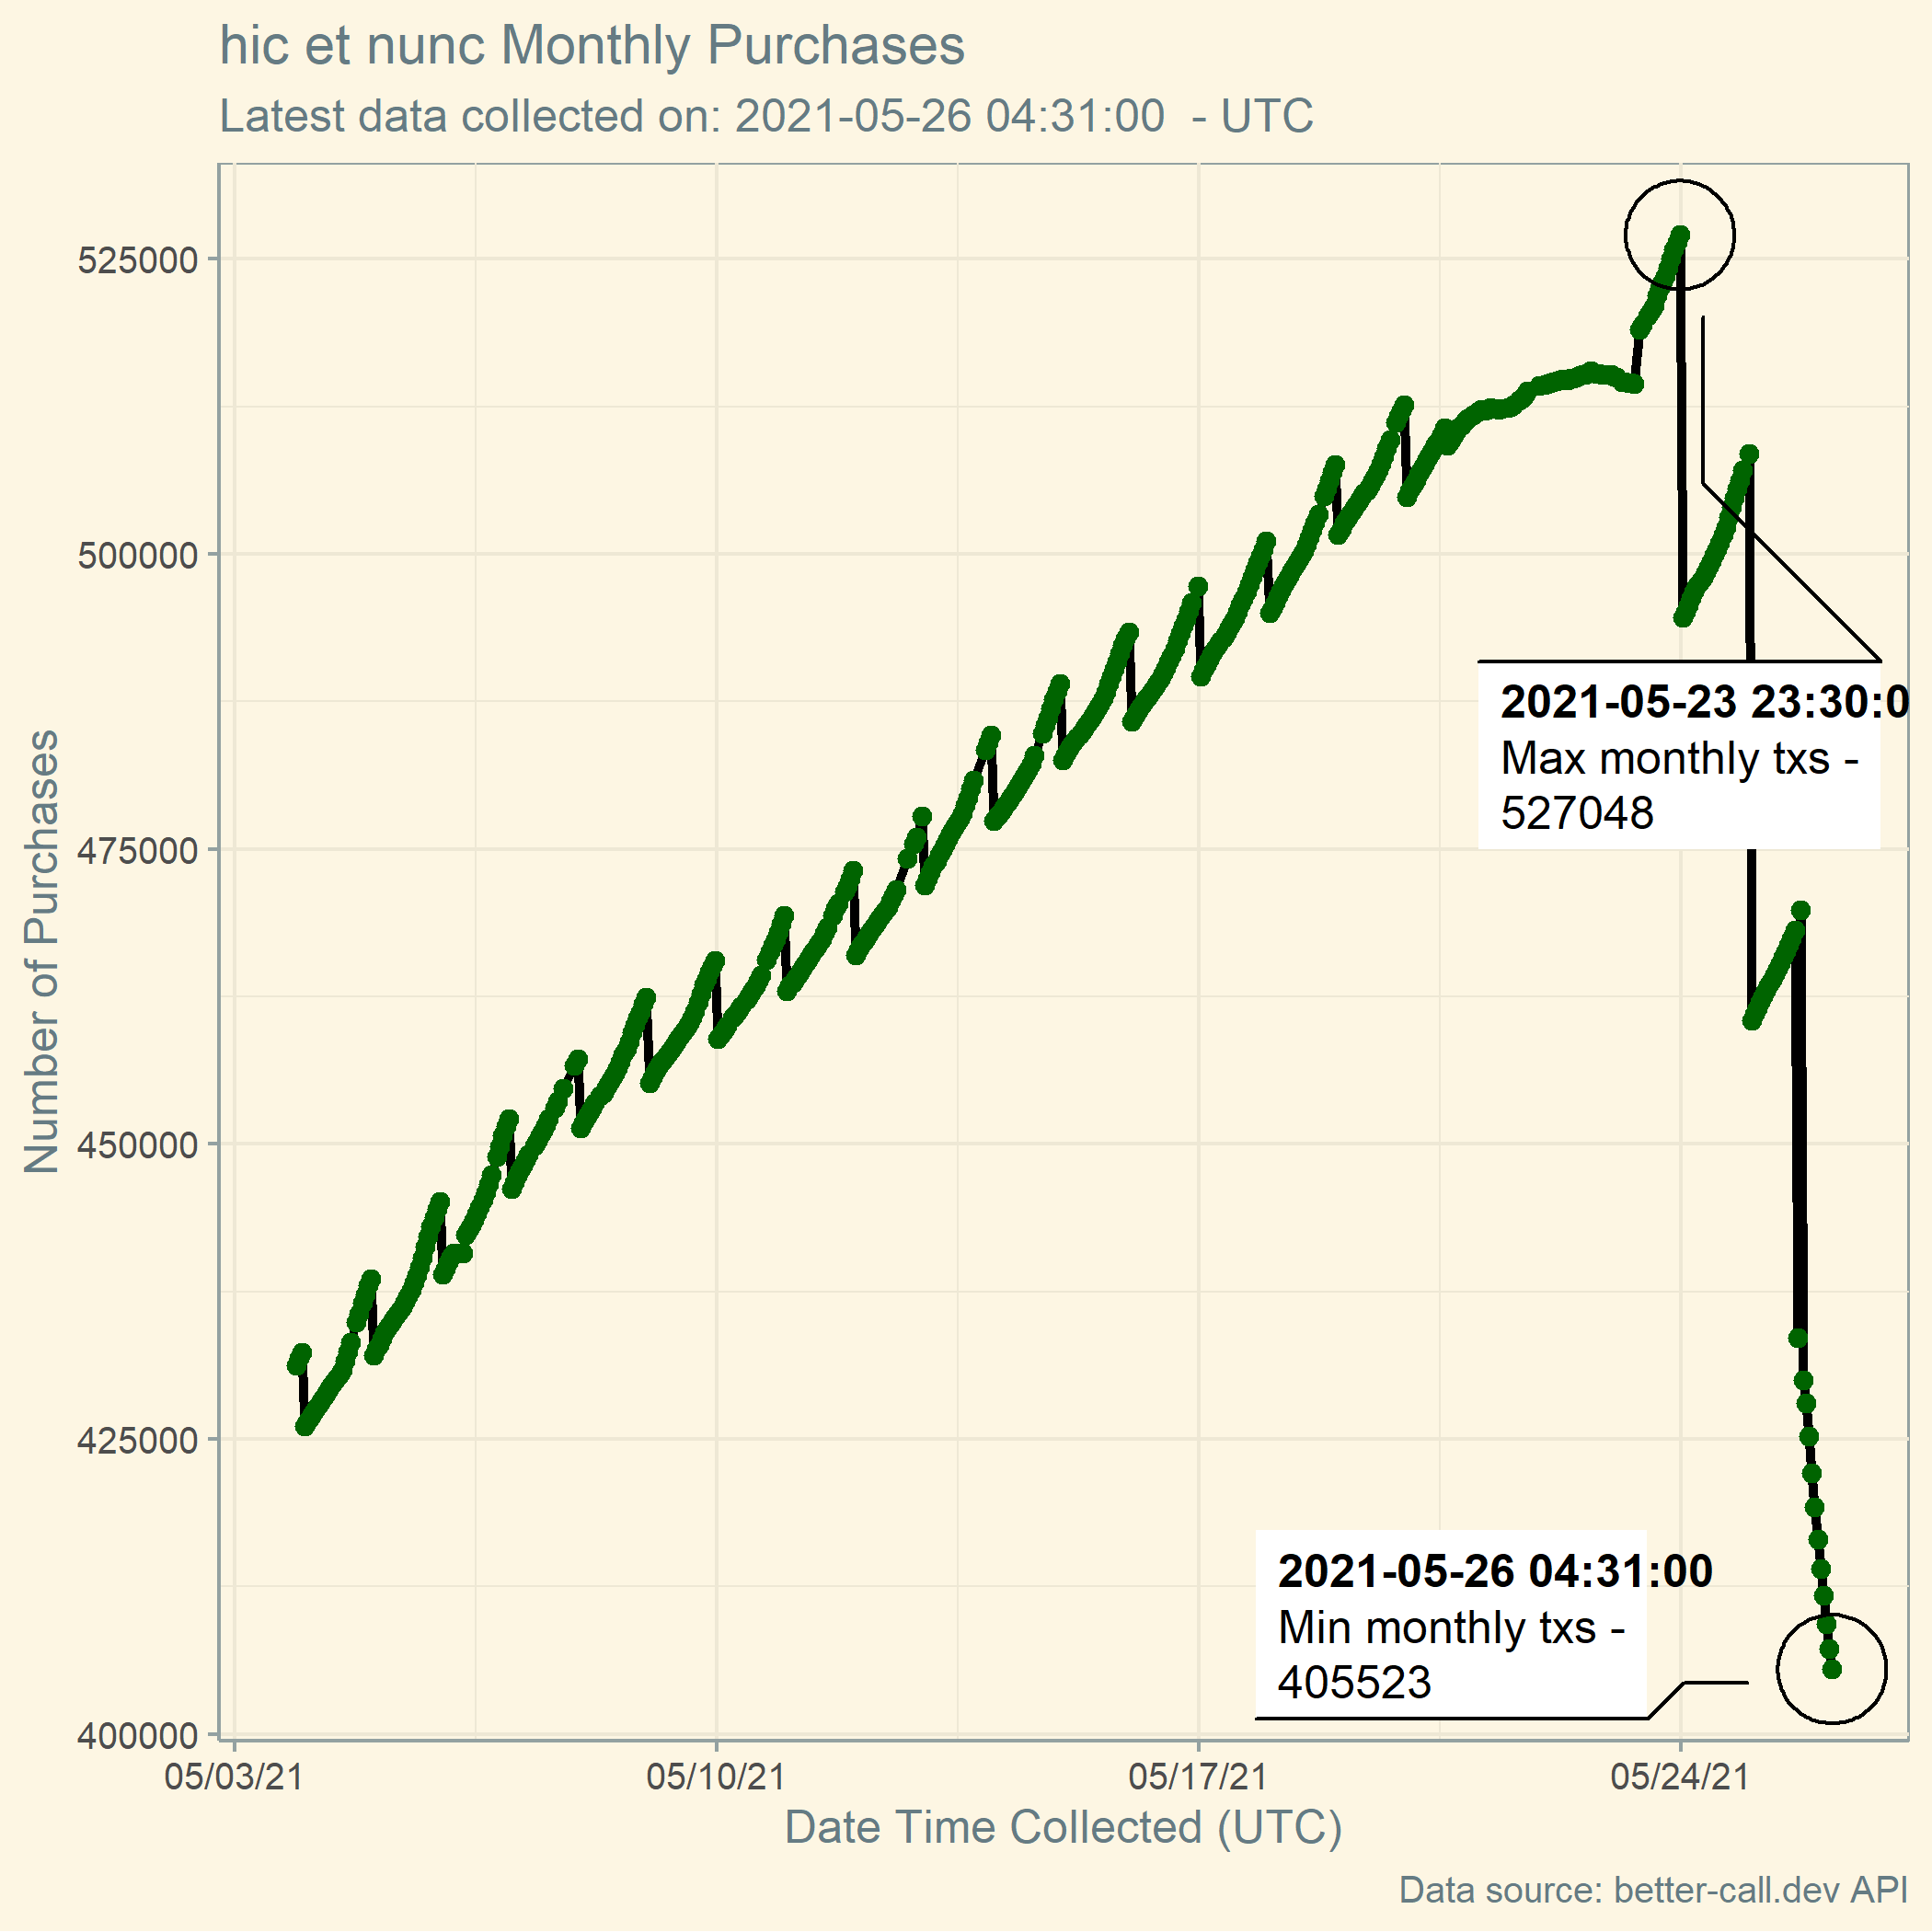 hic et nunc Monthly Purchases
Latest data collected on: 2021-05-26 04:31:00  - UTC
Number of Purchases
525000
500000
475000
450000
425000
400000
2021-05-23 23:30:0
Max monthly txs -
527048
2021-05-26 04:31:00
Min monthly txs -
405523
05/03/21
05/10/21
05/17/21
05/24/21
Date Time Collected (UTC)
Data source: better-call.dev API